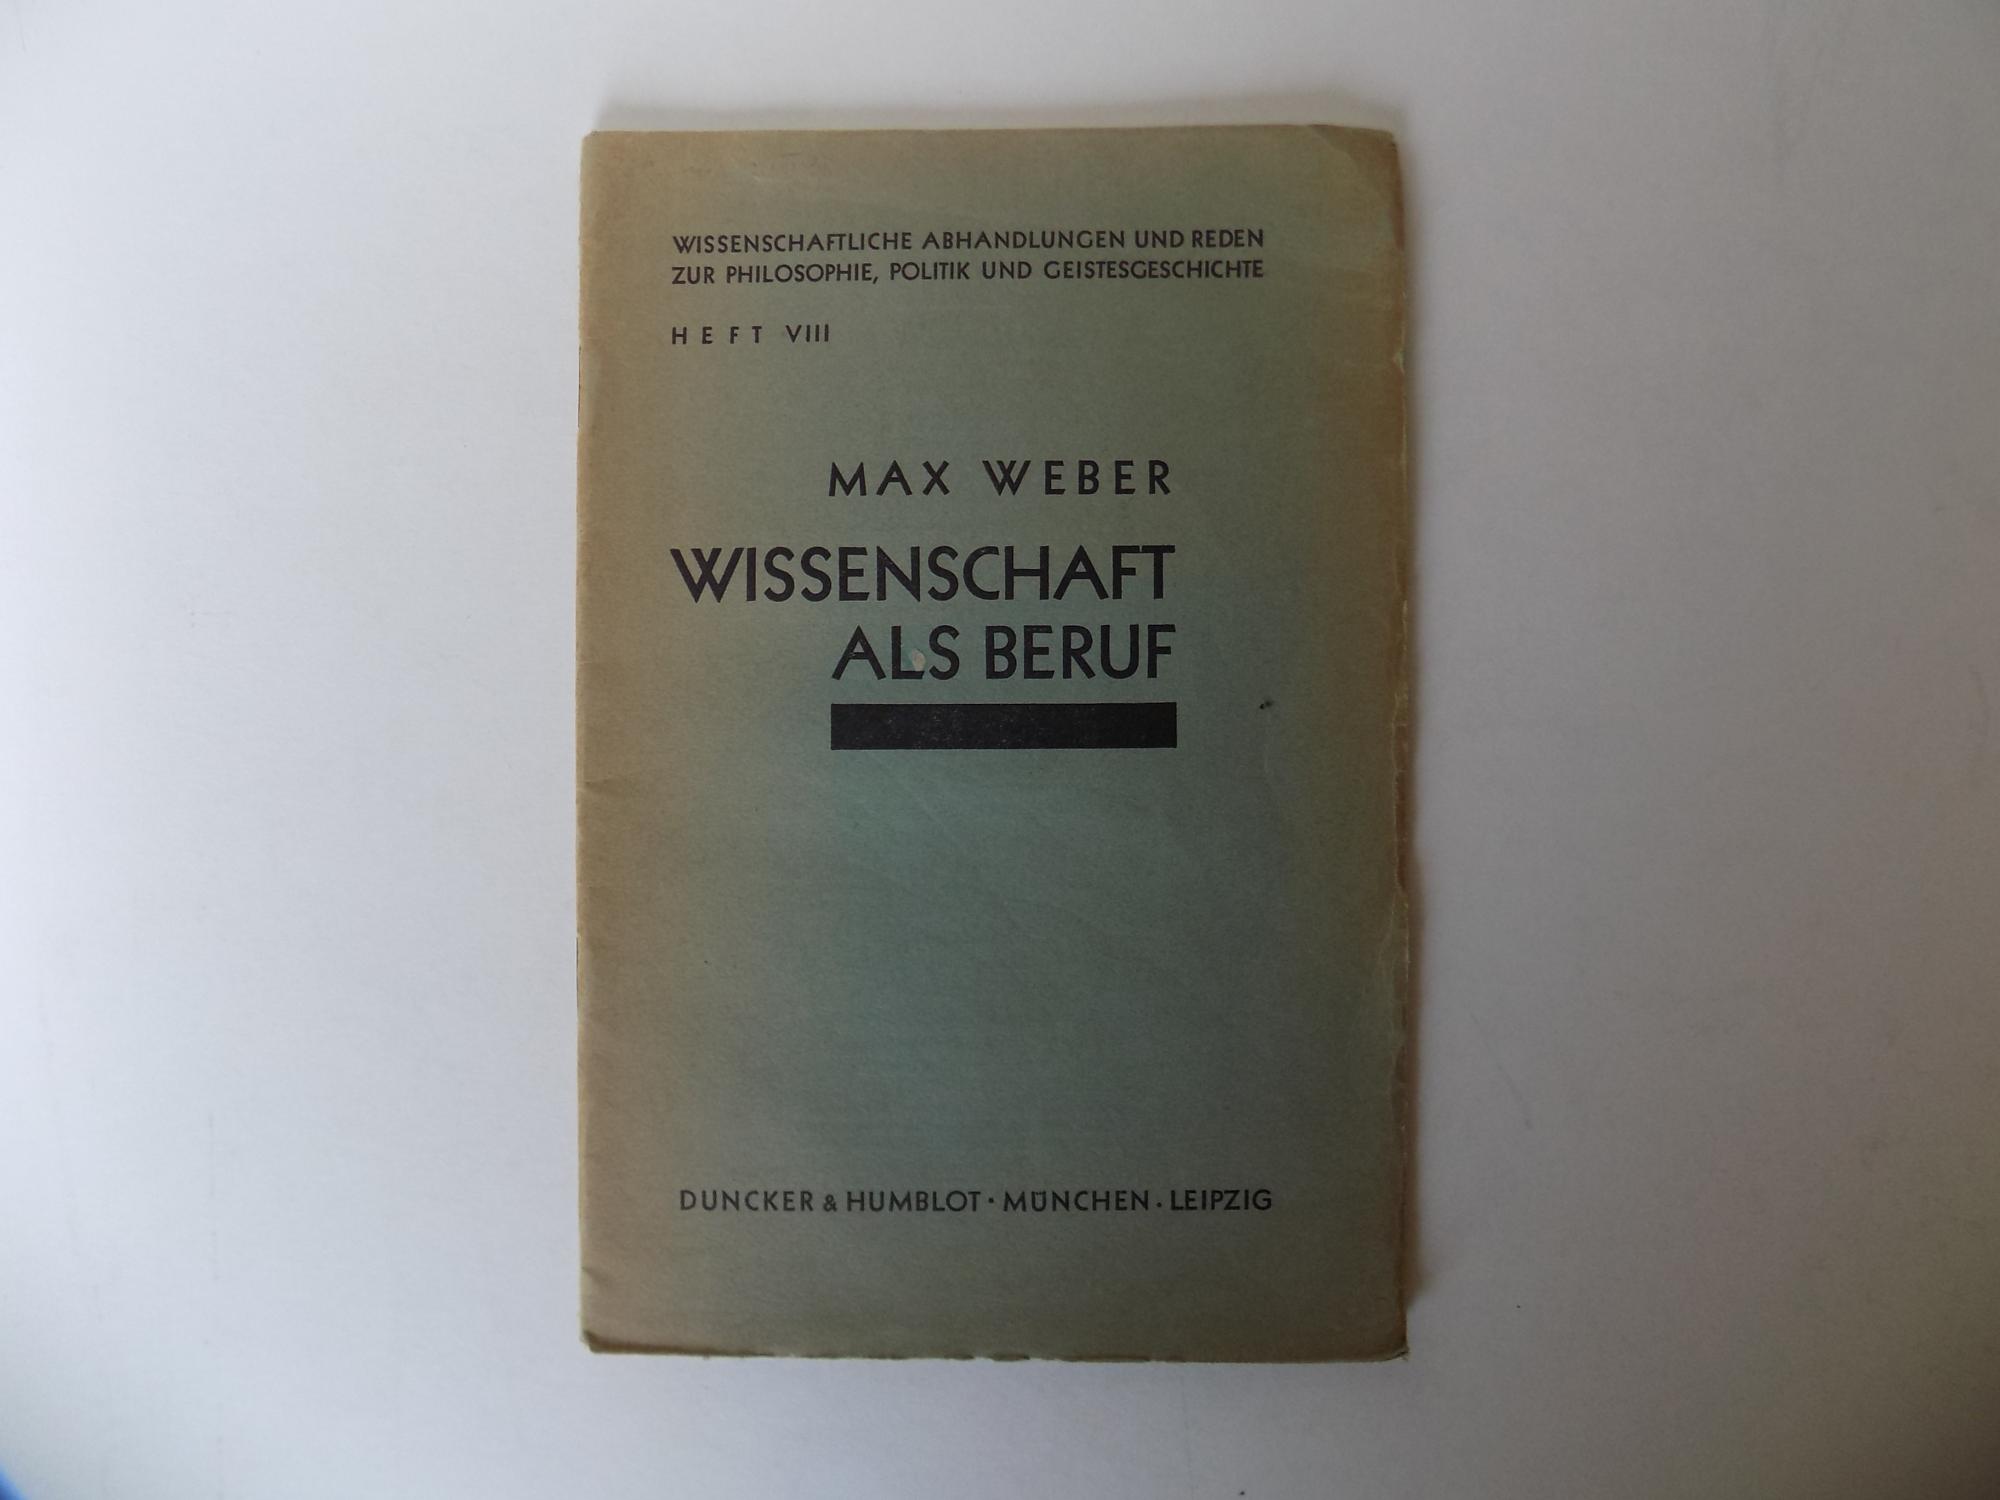 WISSENSCHAFTLICHE ABHANDLUNGEN UND REDEN
ZUR PHILOSOPHIE, POLITIK UND GEISTESGESCHICHTE
HEFT VIII
MAX WEBER
WISSENSCHAFT
ALS BERUF
DUNCKER & HUMBLOT · MÜNCHEN · LEIPZIG